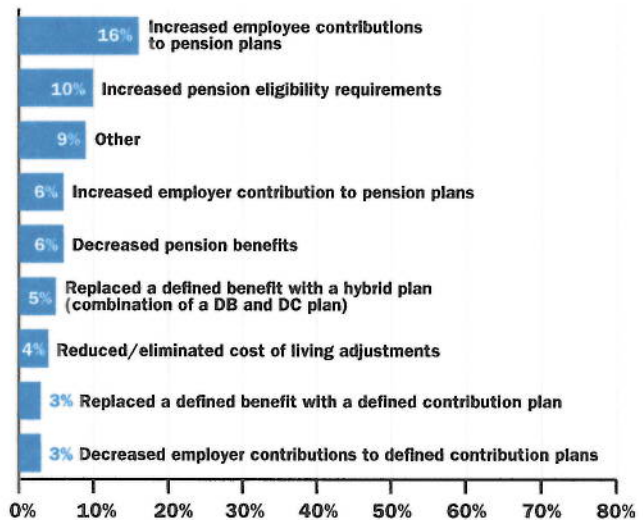 16% Increased employee contributions
to pension plans
10% Increased pension eligibility requirements
9% Other
6% Increased employer contribution to pension plans
6% Decreased pension benefits
5% Replaced a defined benefit with a hybrid plan
(combination of a DB and DC plan)
4% Reduced/eliminated cost of living adjustments
3% Replaced a defined benefit with a defined contribution plan
3% Decreased employer contributions to defined contribution plans
0% 10% 20% 30% 40% 50% 60% 70% 80%